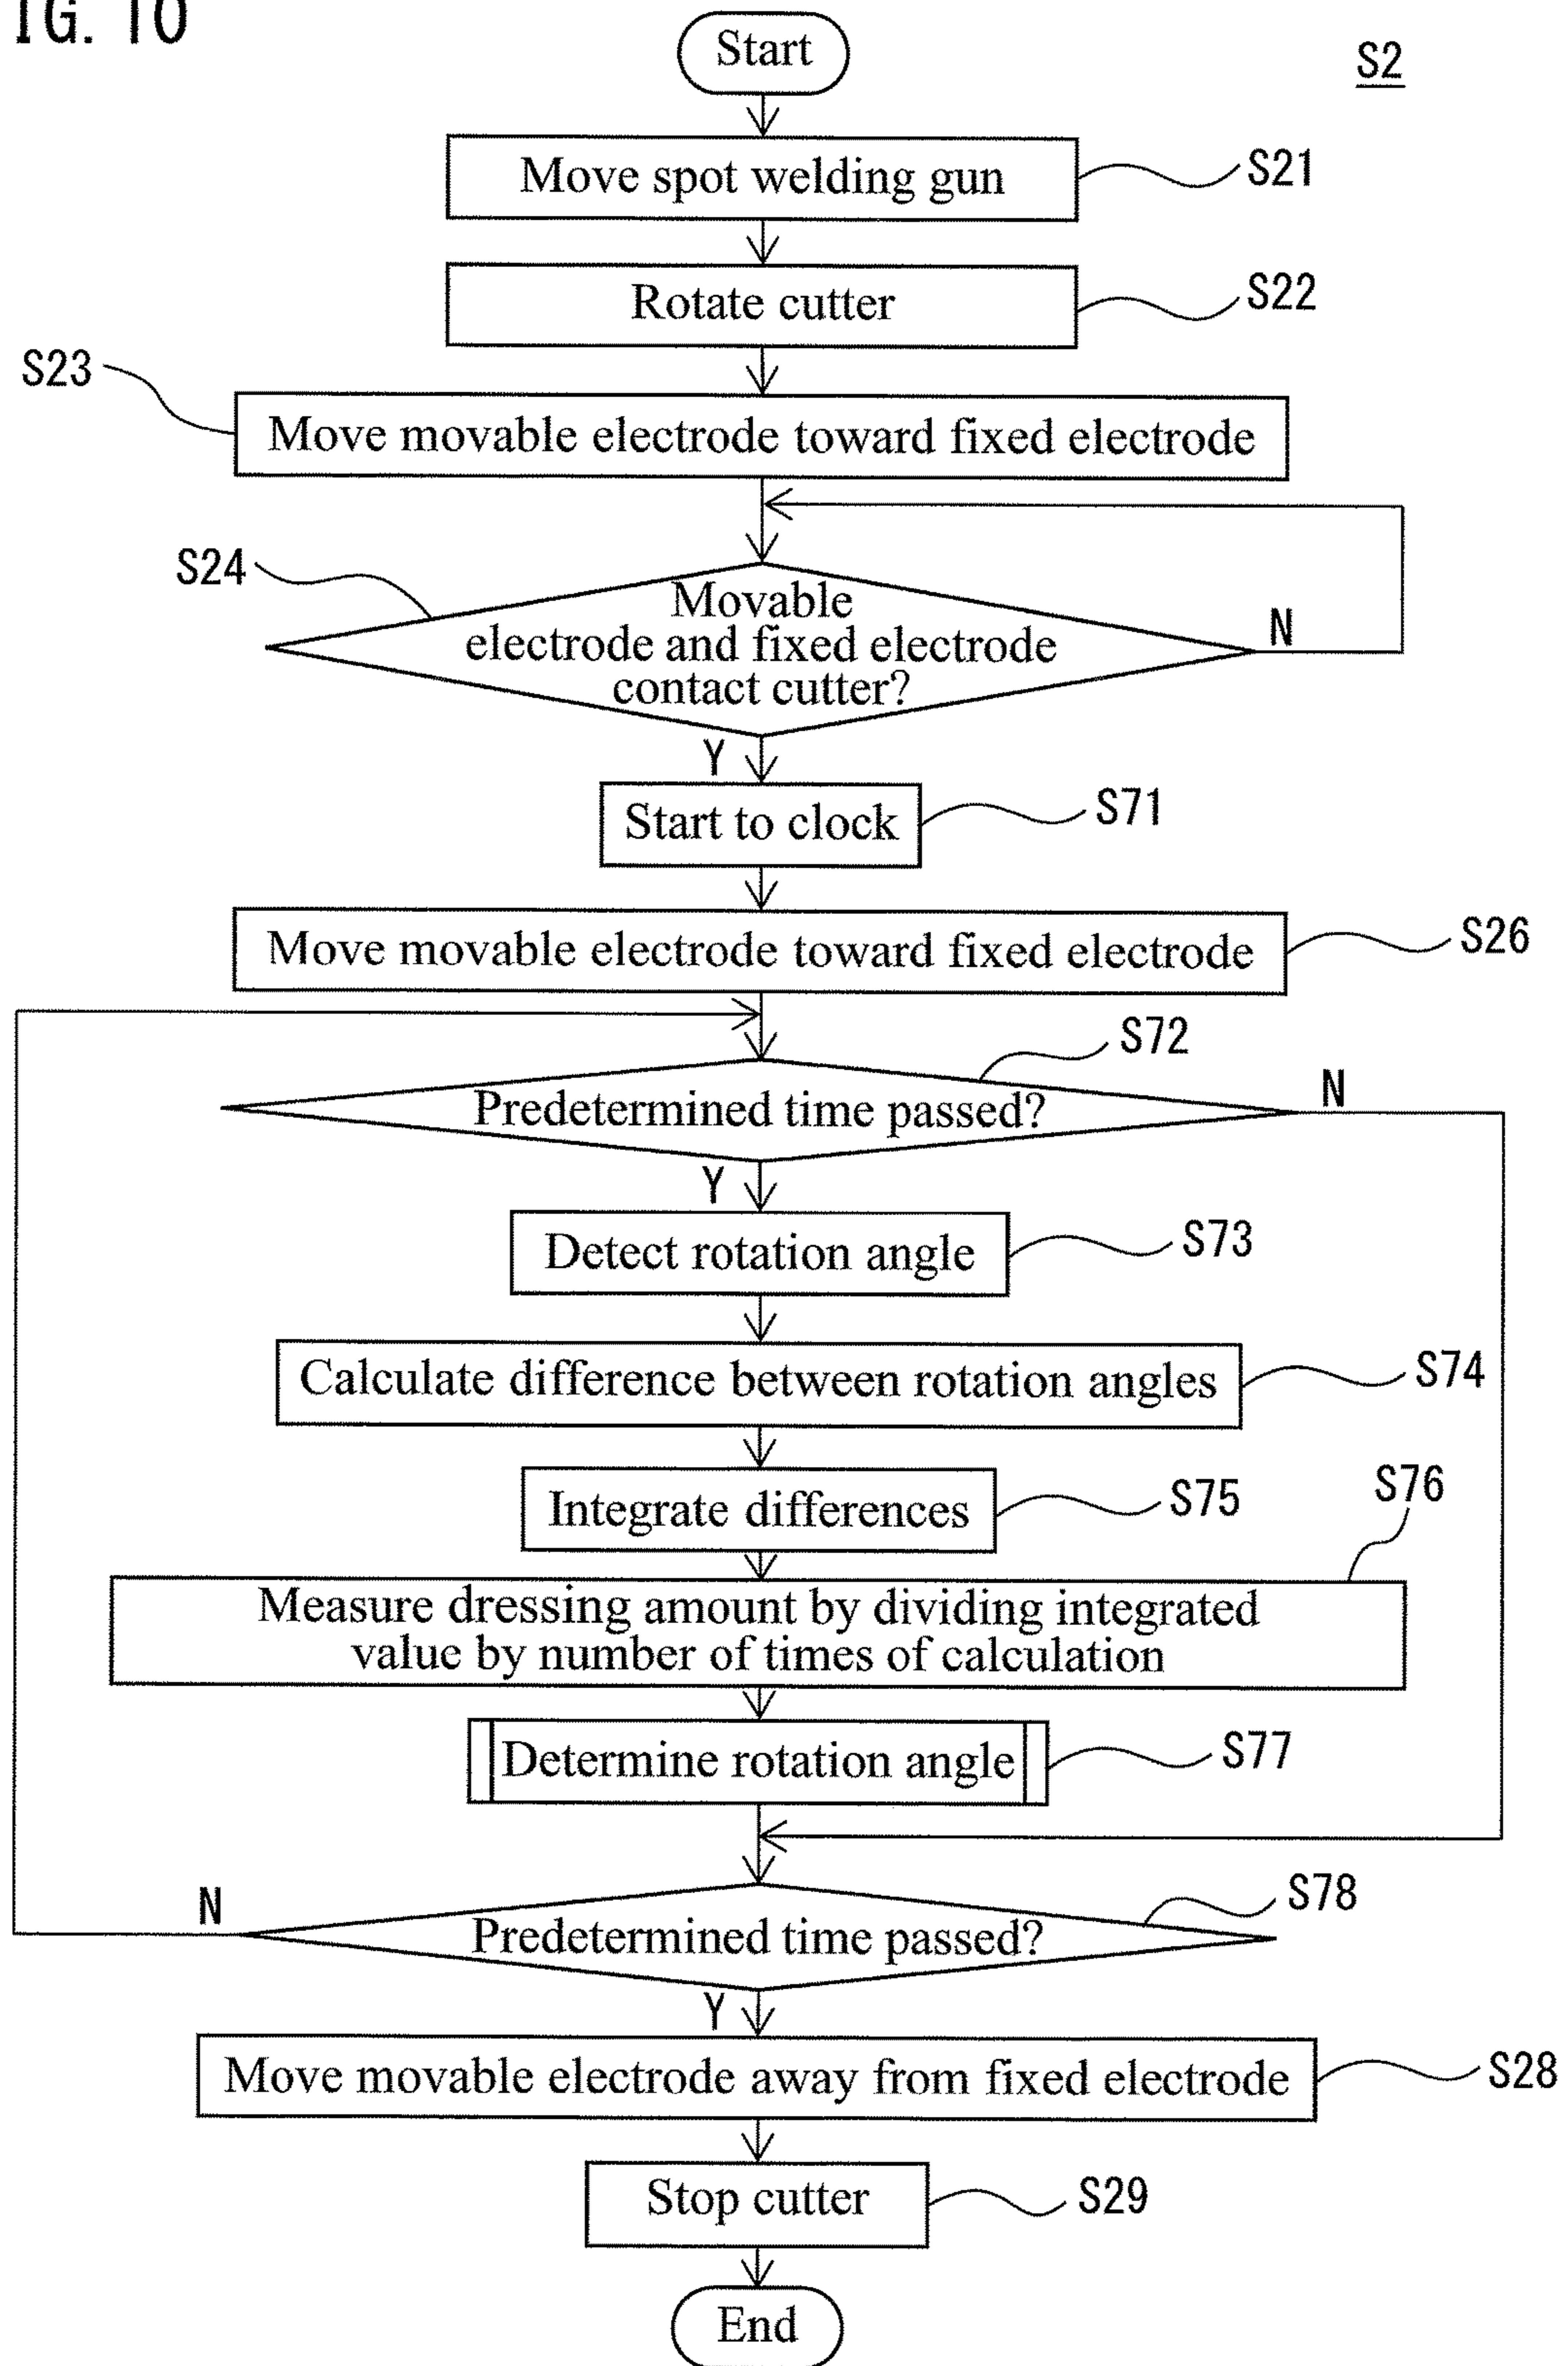 IG. 10
S2
Start
Move spot welding gun
S21
Rotate cutter
S22
S23
Move movable electrode toward fixed electrode
S24
Movable
electrode and fixed electrode
contact cutter?
N
Y
Start to clock
S71
Move movable electrode toward fixed electrode
S26
S72
Predetermined time passed?
N
Y
Detect rotation angle
S73
Calculate difference between rotation angles
S74
Integrate differences
S75
S76
Measure dressing amount by dividing integrated
value by number of times of calculation
Determine rotation angle
S77
S78
N
Predetermined time passed?
Y
Move movable electrode away from fixed electrode
S28
Stop cutter
S29
End